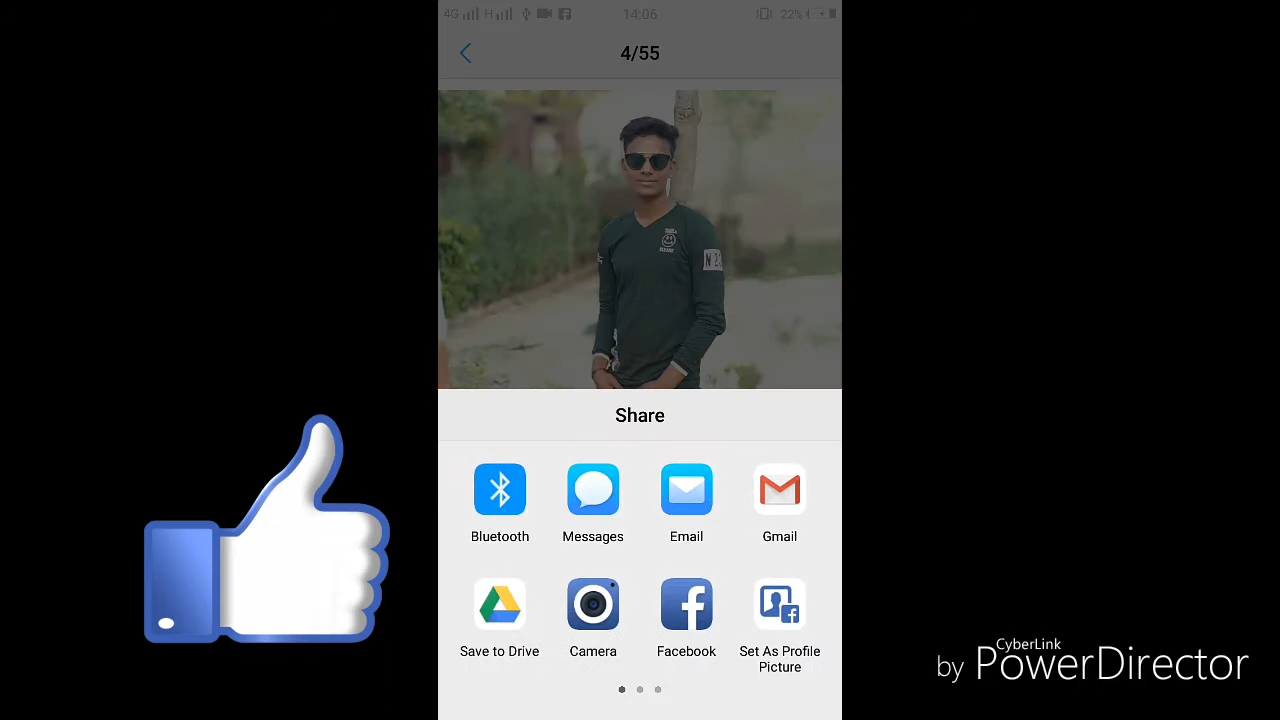 4G H 14:06 22%
4/55
Share
Bluetooth Messages Email Gmail
Save to Drive Camera Facebook Set As Profile Picture
CyberLink
by PowerDirector